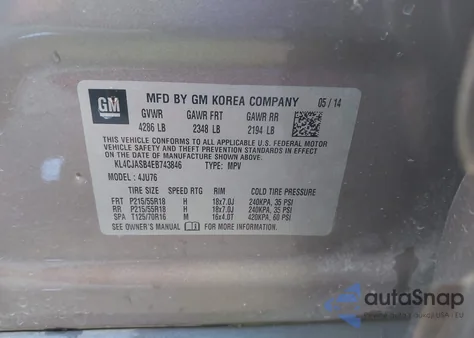 GM
MFD BY GM KOREA COMPANY 05/14
GVWR GAWR FRT GAWR RR
4286 LB 2348 LB 2194 LB
THIS VEHICLE CONFORMS TO ALL APPLICABLE U.S. FEDERAL MOTOR
VEHICLE SAFETY, BUMPER, AND THEFT PREVENTION STANDARDS
IN EFFECT ON THE DATE OF MANUFACTURE SHOWN ABOVE.
KL4CJASB4EB743846 TYPE: MPV
MODEL: 4JU76
TIRE SIZE SPEED RTG RIM COLD TIRE PRESSURE
FRT P215/55R18 H 18x7.0J 240KPA, 35 PSI
RR P215/55R18 H 18x7.0J 240KPA, 35 PSI
SPA T125/70R16 M 16x4.0T 420KPA, 60 PSI
SEE OWNER'S MANUAL FOR MORE INFORMATION.
autoSnap